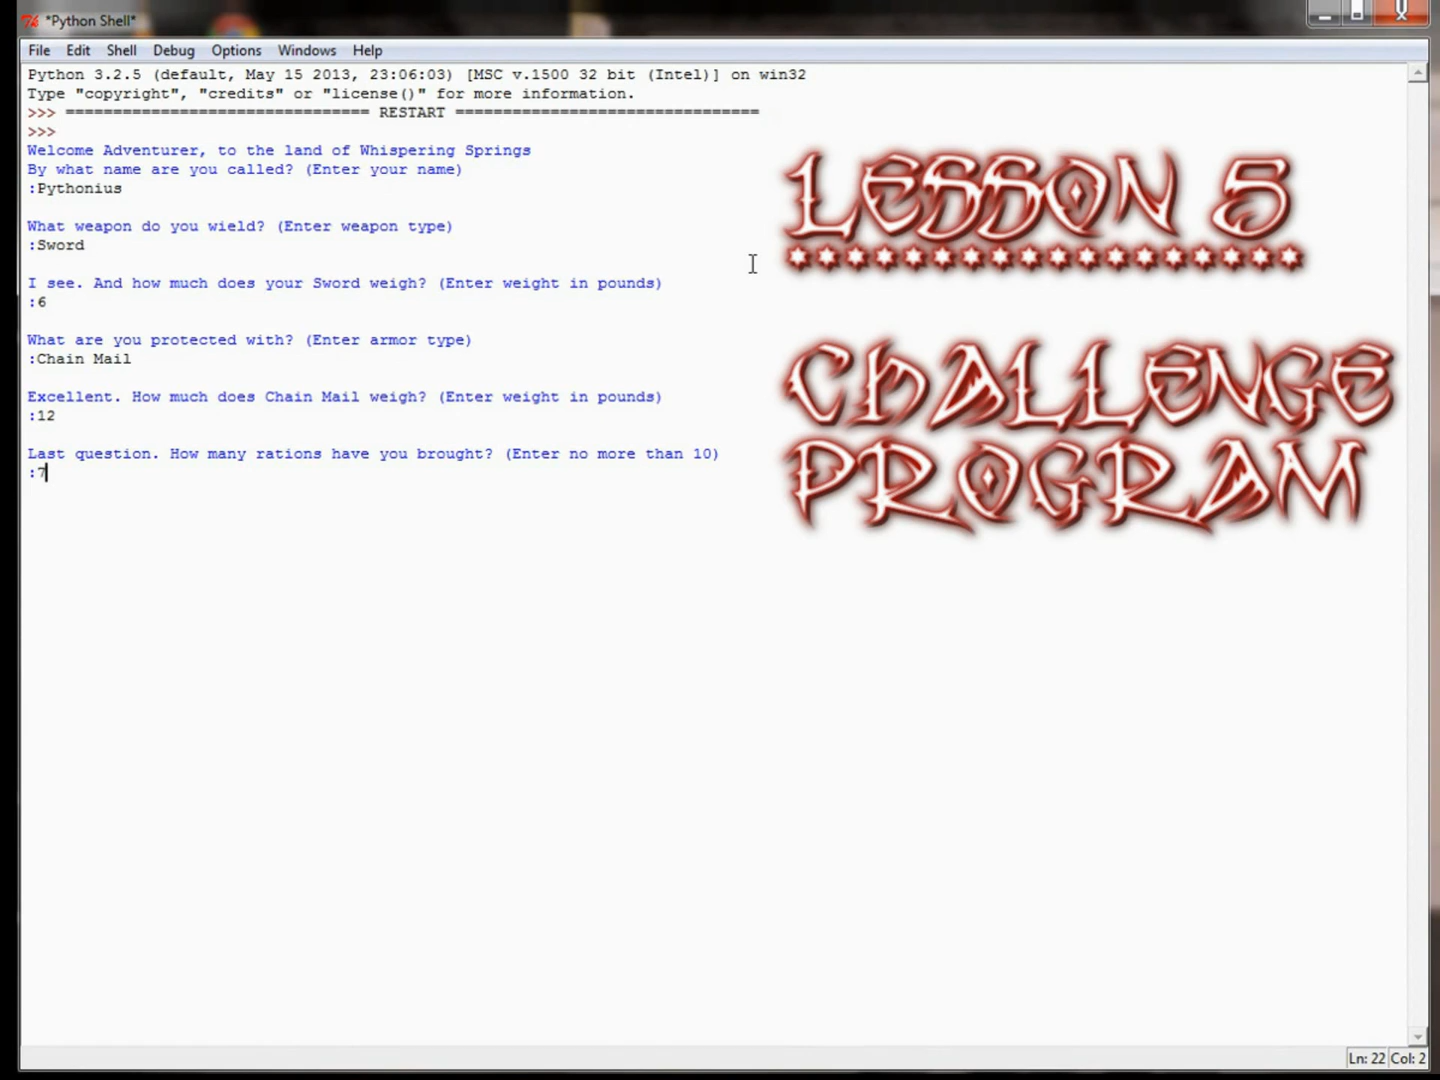 *Python Shell*
File Edit Shell Debug Options Windows Help
Python 3.2.5 (default, May 15 2013, 23:06:03) [MSC v.1500 32 bit (Intel)] on win32
Type "copyright", "credits" or "license()" for more information.
>>> ================================ RESTART ================================
>>>
Welcome Adventurer, to the land of Whispering Springs
By what name are you called? (Enter your name)
:Pythonius
What weapon do you wield? (Enter weapon type)
:Sword
I see. And how much does your Sword weigh? (Enter weight in pounds)
:6
What are you protected with? (Enter armor type)
:Chain Mail
Excellent. How much does Chain Mail weigh? (Enter weight in pounds)
:12
Last question. How many rations have you brought? (Enter no more than 10)
:7
LESSON 5
******************
CHALLENGE
PROGRAM
Ln: 22 Col: 2